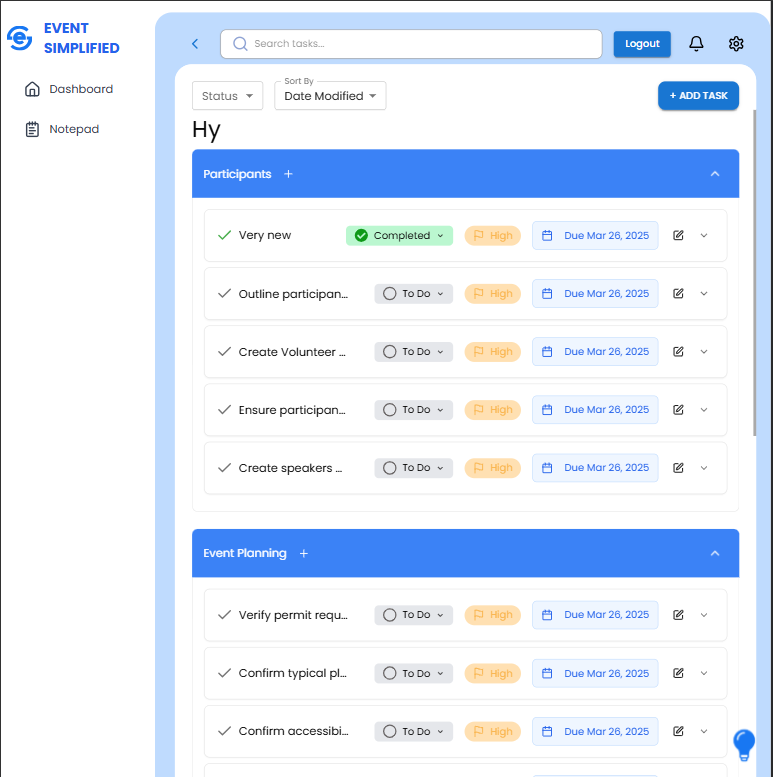 EVENT
SIMPLIFIED
Dashboard
Notepad
Search tasks...
Logout
Status
Sort By
Date Modified
+ ADD TASK
Hy
Participants +
Very new Completed High Due Mar 26, 2025
Outline participan... To Do High Due Mar 26, 2025
Create Volunteer ... To Do High Due Mar 26, 2025
Ensure participan... To Do High Due Mar 26, 2025
Create speakers ... To Do High Due Mar 26, 2025
Event Planning +
Verify permit requ... To Do High Due Mar 26, 2025
Confirm typical pl... To Do High Due Mar 26, 2025
Confirm accessibi... To Do High Due Mar 26, 2025